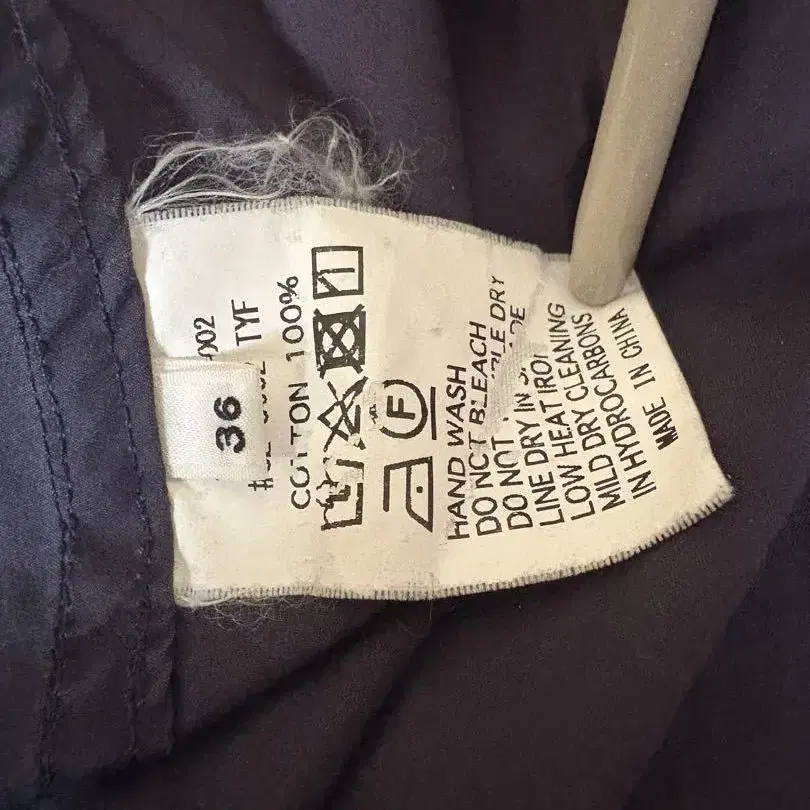 36
002
TYF
COTTON 100%
F
HAND WASH
DO NOT BLEACH
DO NOT DRY
LINE DRY IN
LOW HEAT IRON
MILD DRY CLEANING
IN HYDROCARBONS
MADE IN CHINA